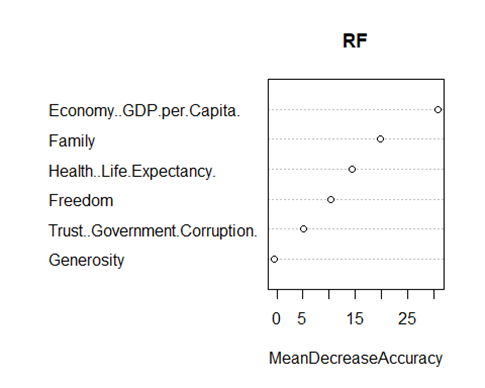 RF
Economy..GDP.per.Capita.
Family
Health..Life.Expectancy.
Freedom
Trust..Government.Corruption.
Generosity
0 5 15 25
MeanDecreaseAccuracy